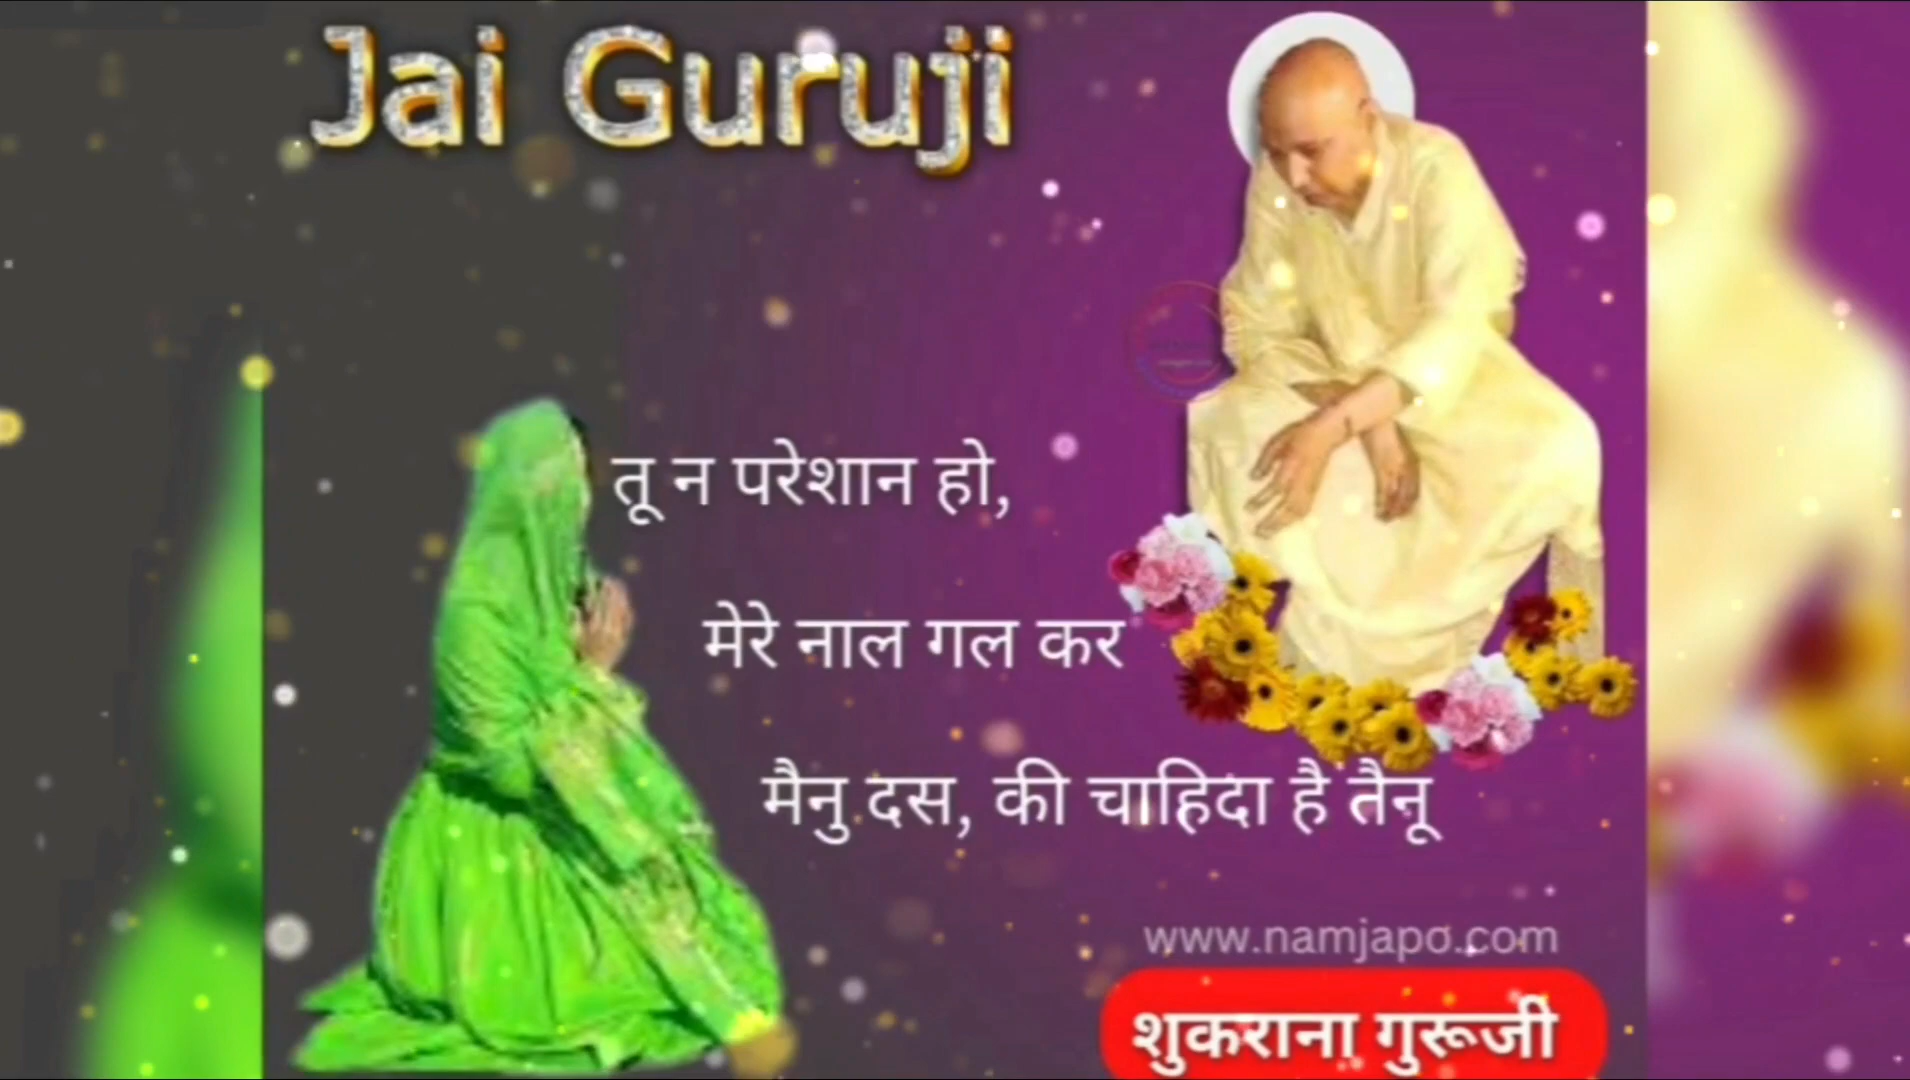 Jai Guruji
तू न परेशान हो,
मेरे नाल गल कर
मैनु दस, की चाहिदा है तैनू
www.namjapo.com
शुकराना गुरूजी